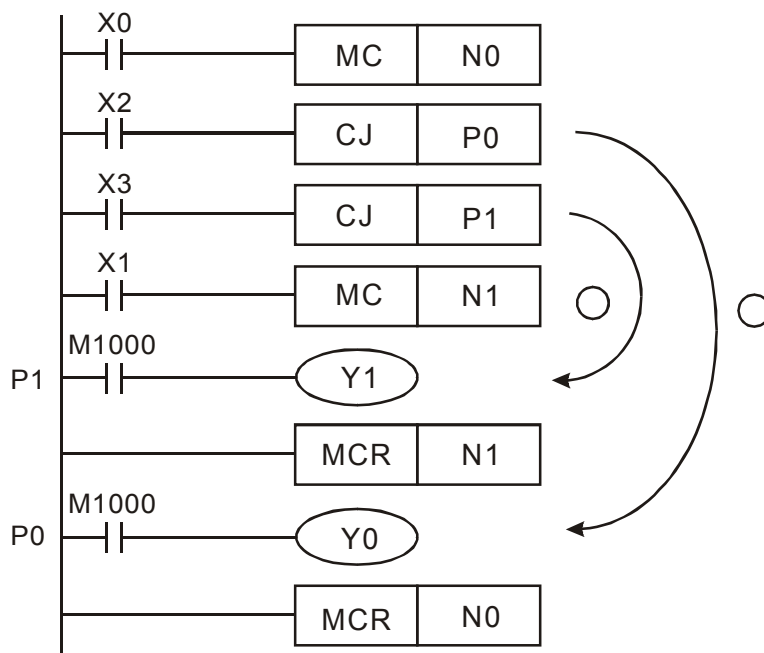 X0
MC N0
X2
CJ P0
X3
CJ P1
X1
MC N1
M1000
P1 Y1
MCR N1
M1000
P0 Y0
MCR N0